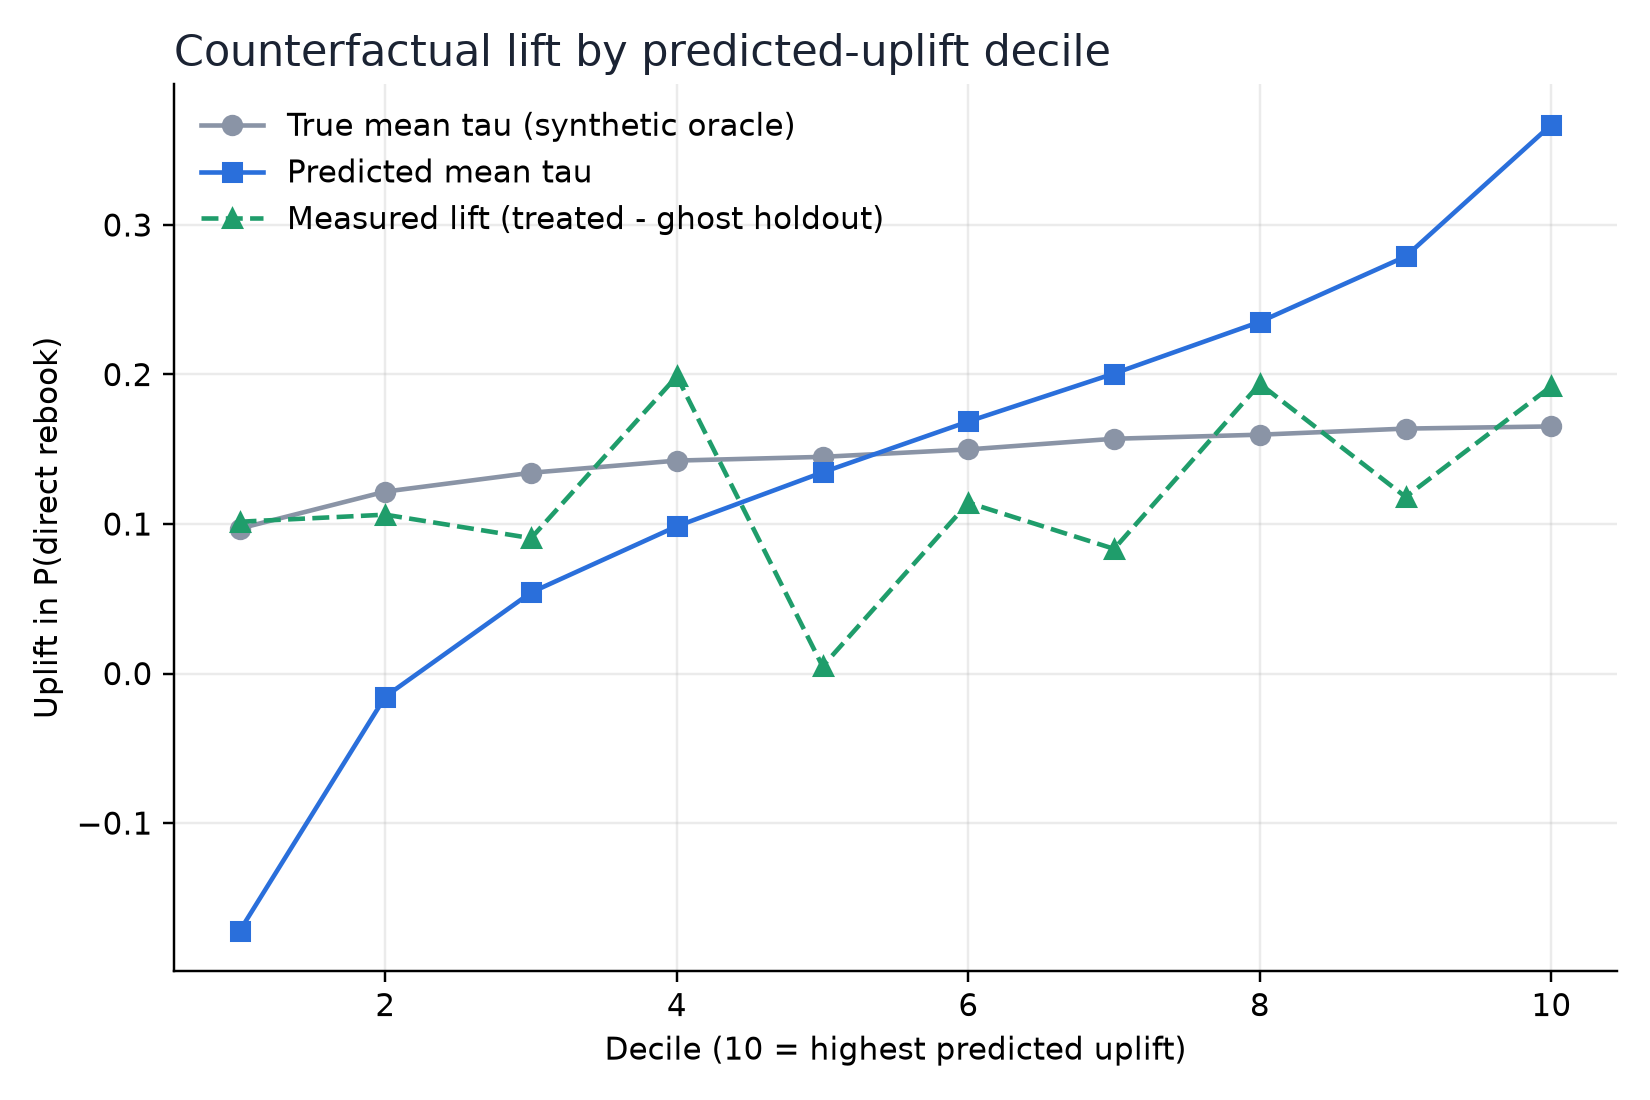 Counterfactual lift by predicted-uplift decile
True mean tau (synthetic oracle)
Predicted mean tau
Measured lift (treated - ghost holdout)
Uplift in P(direct rebook)
0.3
0.2
0.1
0.0
−0.1
2 4 6 8 10
Decile (10 = highest predicted uplift)